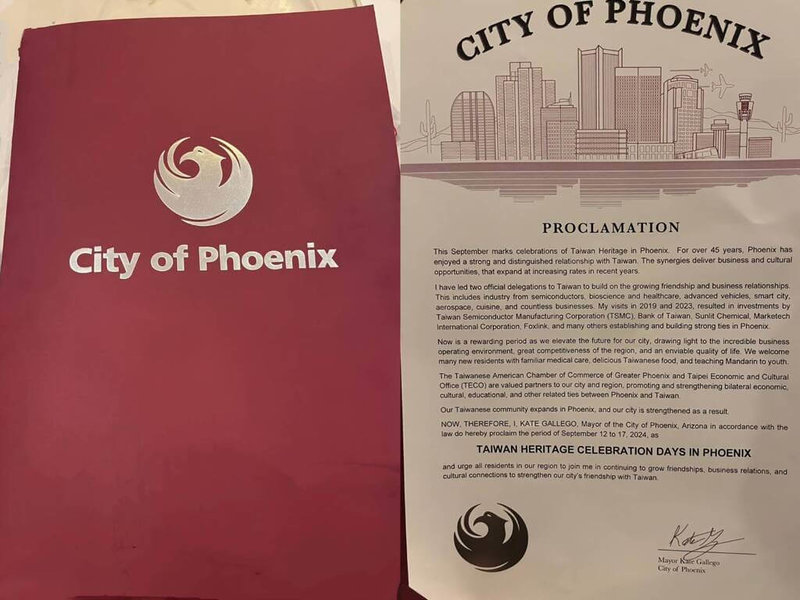 City of Phoenix
CITY OF PHOENIX
PROCLAMATION
This September marks celebrations of Taiwan Heritage in Phoenix. For over 45 years, Phoenix has
enjoyed a strong and distinguished relationship with Taiwan. The synergies deliver business and cultural
opportunities, that expand at increasing rates in recent years.
I have led two official delegations to Taiwan to build on the growing friendship and business relationships.
This includes industry from semiconductors, bioscience and healthcare, advanced vehicles, smart city,
aerospace, cuisine, and countless businesses. My visits in 2019 and 2023, resulted in investments by
Taiwan Semiconductor Manufacturing Corporation (TSMC), Bank of Taiwan, Sunlit Chemical, Marketech
International Corporation, Foxlink, and many others establishing and building strong ties in Phoenix.
Now is a rewarding period as we elevate the future for our city, drawing light to the incredible business
operating environment, great competitiveness of the region, and an enviable quality of life. We welcome
many new residents with familiar medical care, delicious Taiwanese food, and teaching Mandarin to youth.
The Taiwanese American Chamber of Commerce of Greater Phoenix and Taipei Economic and Cultural
Office (TECO) are valued partners to our city and region, promoting and strengthening bilateral economic,
cultural, educational, and other related ties between Phoenix and Taiwan.
Our Taiwanese community expands in Phoenix, and our city is strengthened as a result.
NOW, THEREFORE, I, KATE GALLEGO, Mayor of the City of Phoenix, Arizona in accordance with the
law do hereby proclaim the period of September 12 to 17, 2024, as
TAIWAN HERITAGE CELEBRATION DAYS IN PHOENIX
and urge all residents in our region to join me in continuing to grow friendships, business relations, and
cultural connections to strengthen our city's friendship with Taiwan.
Mayor Kate Gallego
City of Phoenix